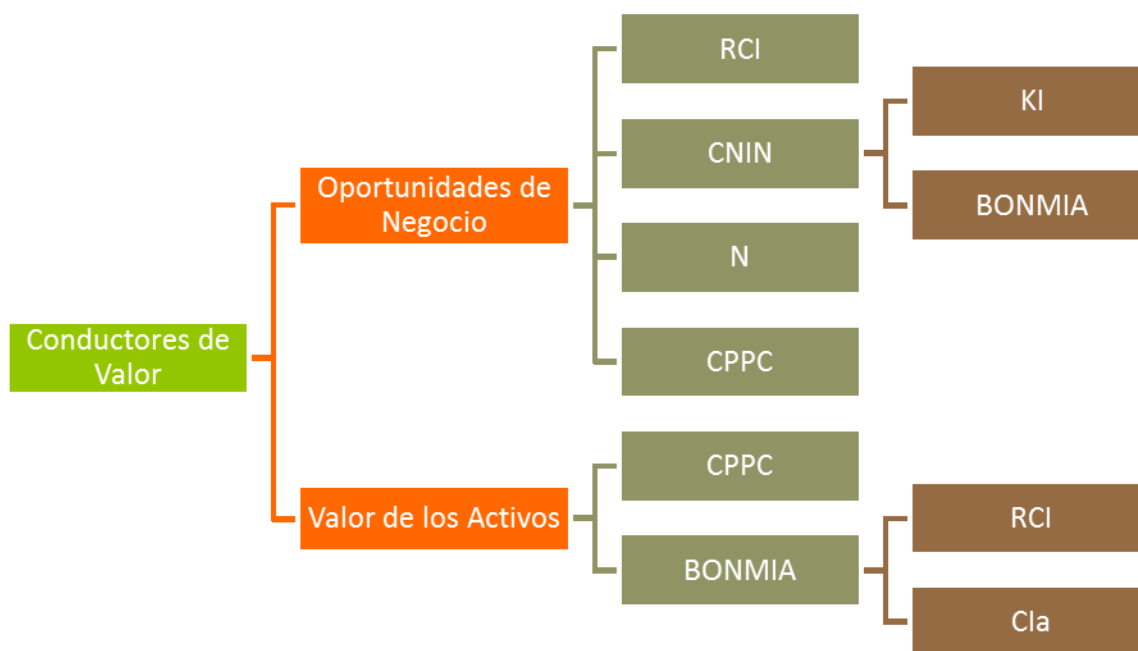 Conductores de
Valor
Oportunidades de
Negocio
RCI
CNIN
KI
BONMIA
N
CPPC
Valor de los Activos
CPPC
BONMIA
RCI
CIa